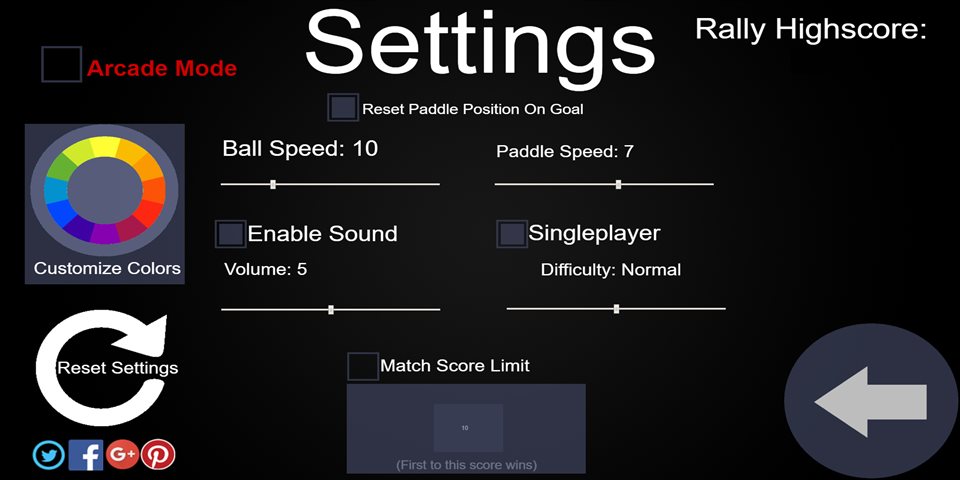 Settings
Rally Highscore:
Arcade Mode
Reset Paddle Position On Goal
Ball Speed: 10
Paddle Speed: 7
Enable Sound
Singleplayer
Volume: 5
Difficulty: Normal
Customize Colors
Reset Settings
Match Score Limit
10
(First to this score wins)
f
G+